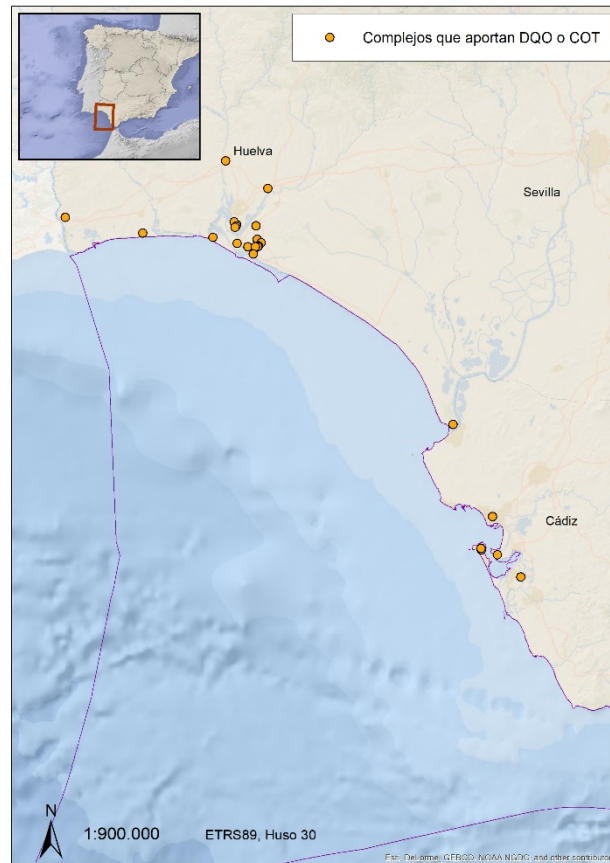 Complejos que aportan DQO o COT
Huelva
Sevilla
Cádiz
N
1:900.000
ETRS89, Huso 30
Esri, DeLorme, GEBCO, NOAA NGDC, and other contributors